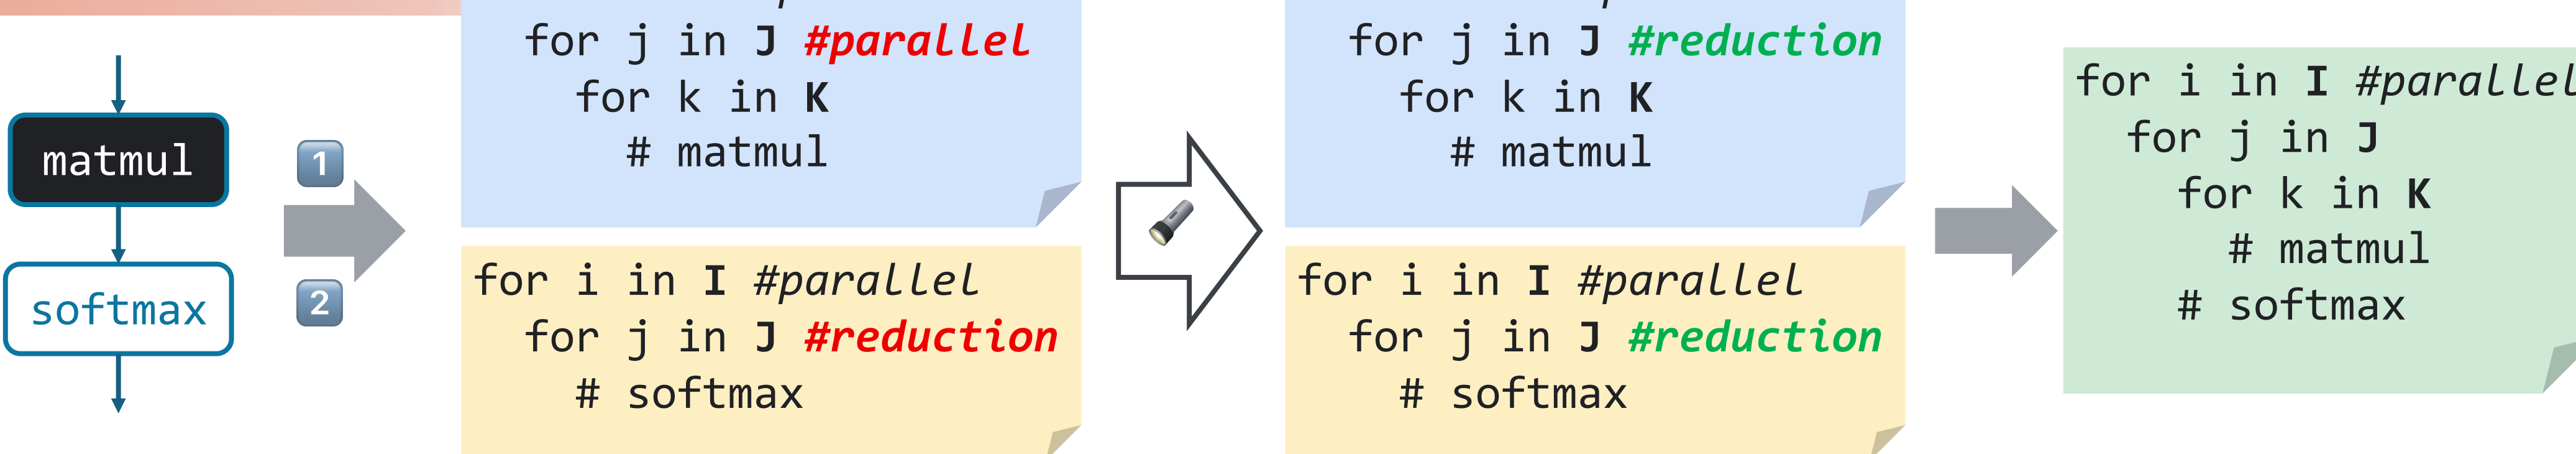 matmul
softmax
1
2
for j in J #parallel
for k in K
# matmul
for i in I #parallel
for j in J #reduction
# softmax
for j in J #reduction
for k in K
# matmul
for i in I #parallel
for j in J #reduction
# softmax
for i in I #parallel
for j in J
for k in K
# matmul
# softmax